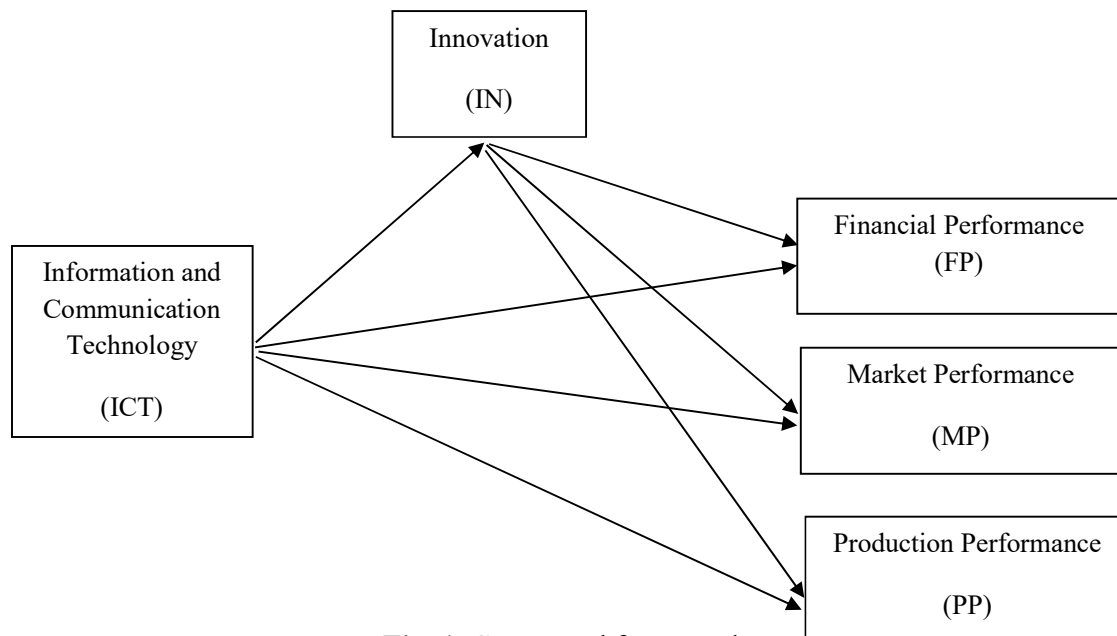 Innovation
(IN)
Information and
Communication
Technology
(ICT)
Financial Performance
(FP)
Market Performance
(MP)
Production Performance
(PP)